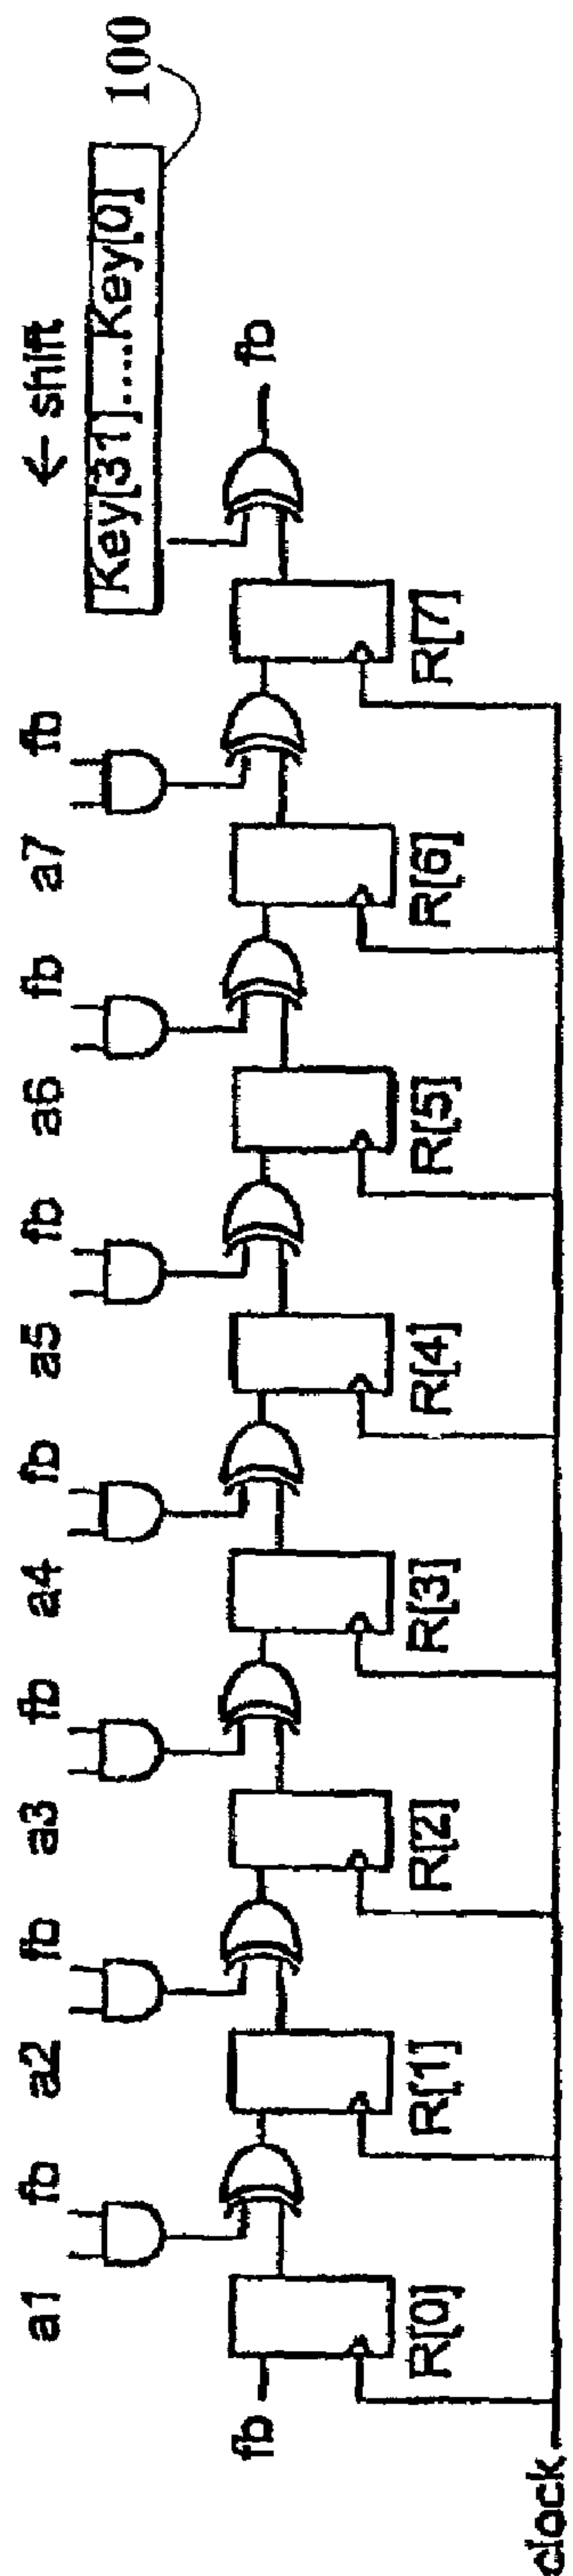 100
← shift
Key[31]....Key[0]
a1 fb a2 fb a3 fb a4 fb a5 fb a6 fb a7 fb
fb fb
R[0] R[1] R[2] R[3] R[4] R[5] R[6] R[7]
clock